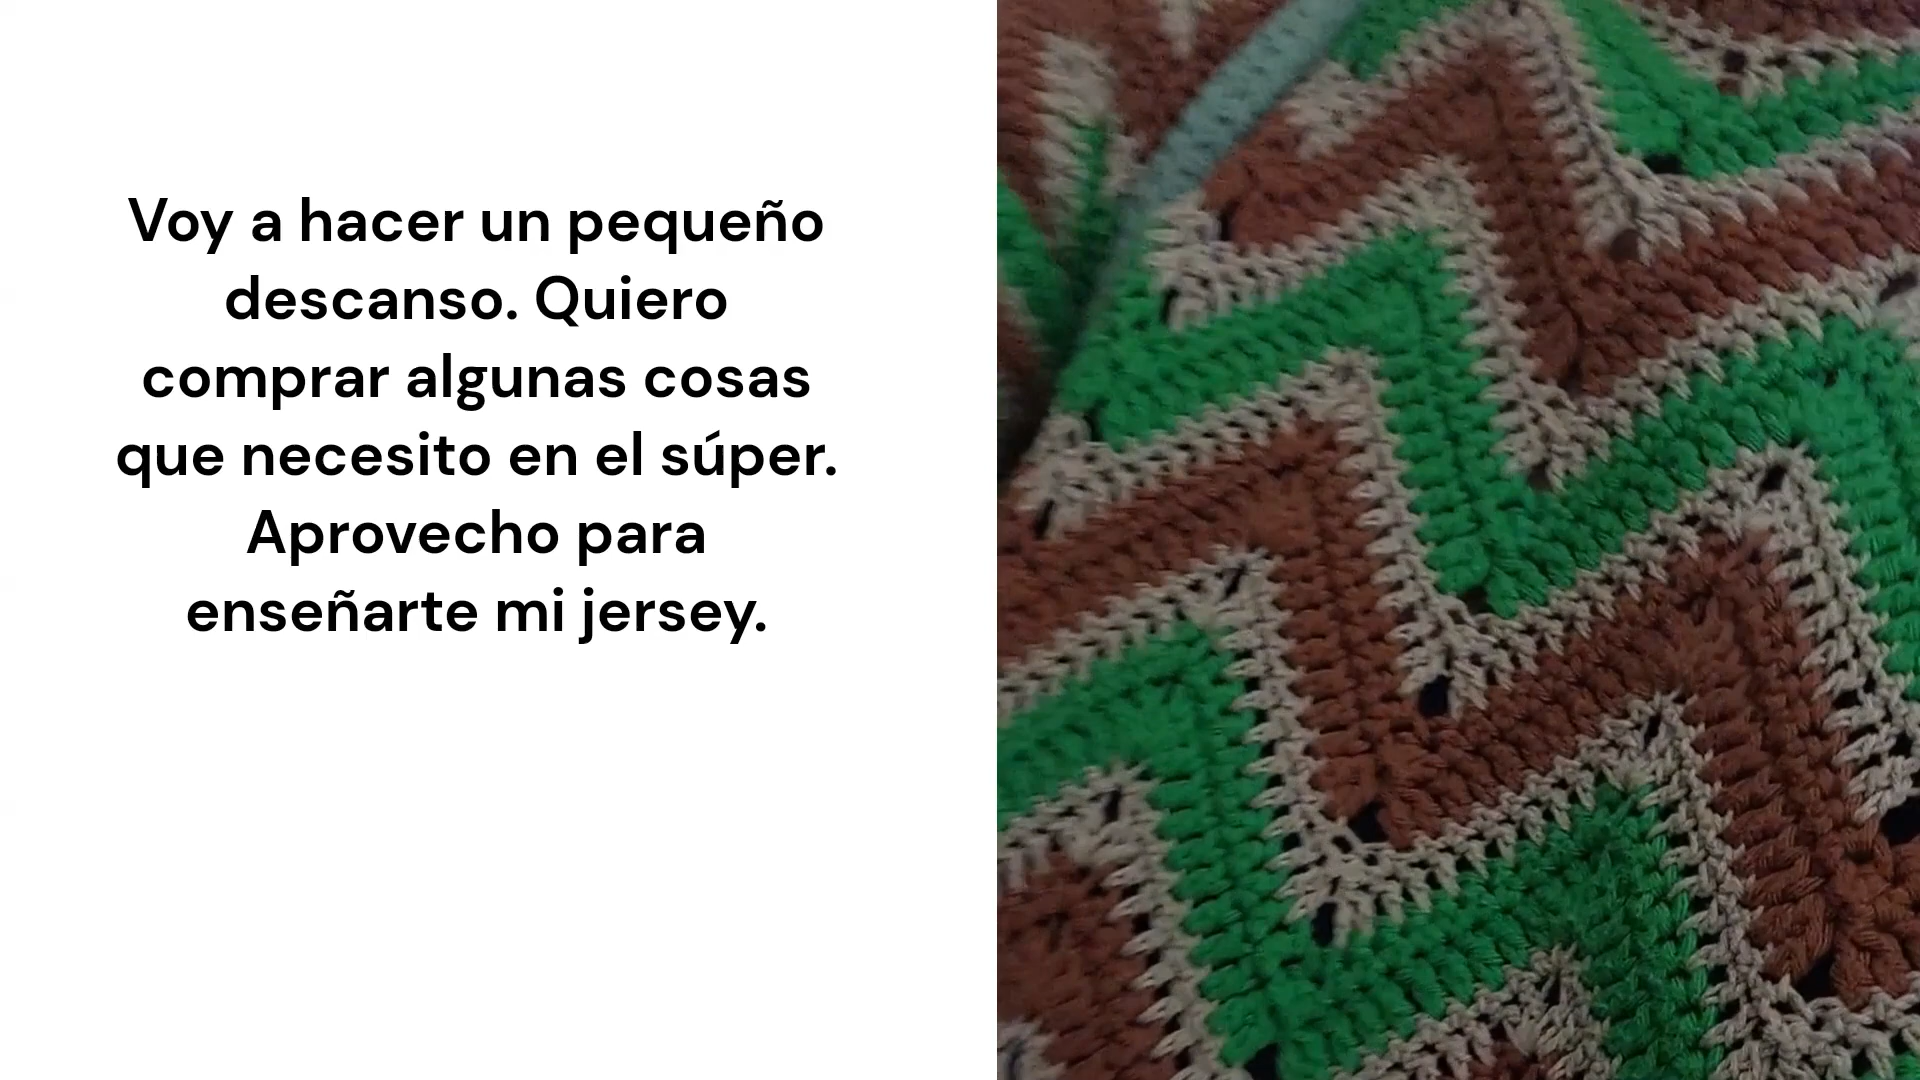 Voy a hacer un pequeño
descanso. Quiero
comprar algunas cosas
que necesito en el súper.
Aprovecho para
enseñarte mi jersey.